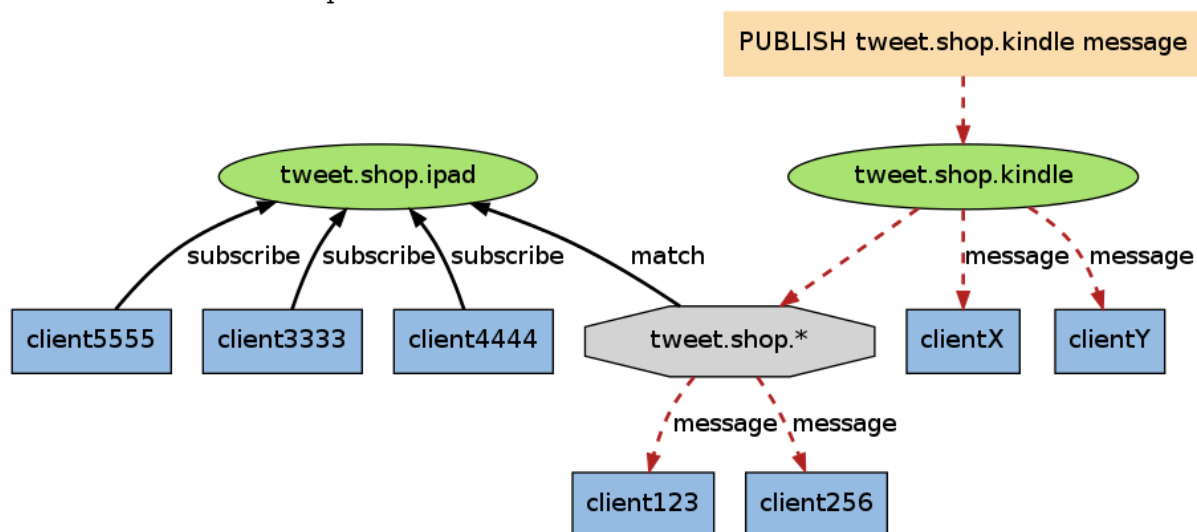 PUBLISH tweet.shop.kindle message
tweet.shop.ipad
tweet.shop.kindle
subscribe
subscribe
subscribe
match
message
message
client5555
client3333
client4444
tweet.shop.*
clientX
clientY
message
message
client123
client256